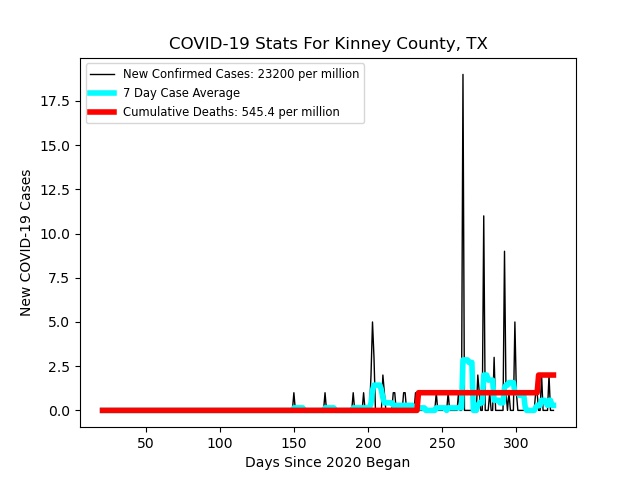 COVID-19 Stats For Kinney County, TX
New Confirmed Cases: 23200 per million
7 Day Case Average
Cumulative Deaths: 545.4 per million
New COVID-19 Cases
17.5
15.0
12.5
10.0
7.5
5.0
2.5
0.0
50
100
150
200
250
300
Days Since 2020 Began